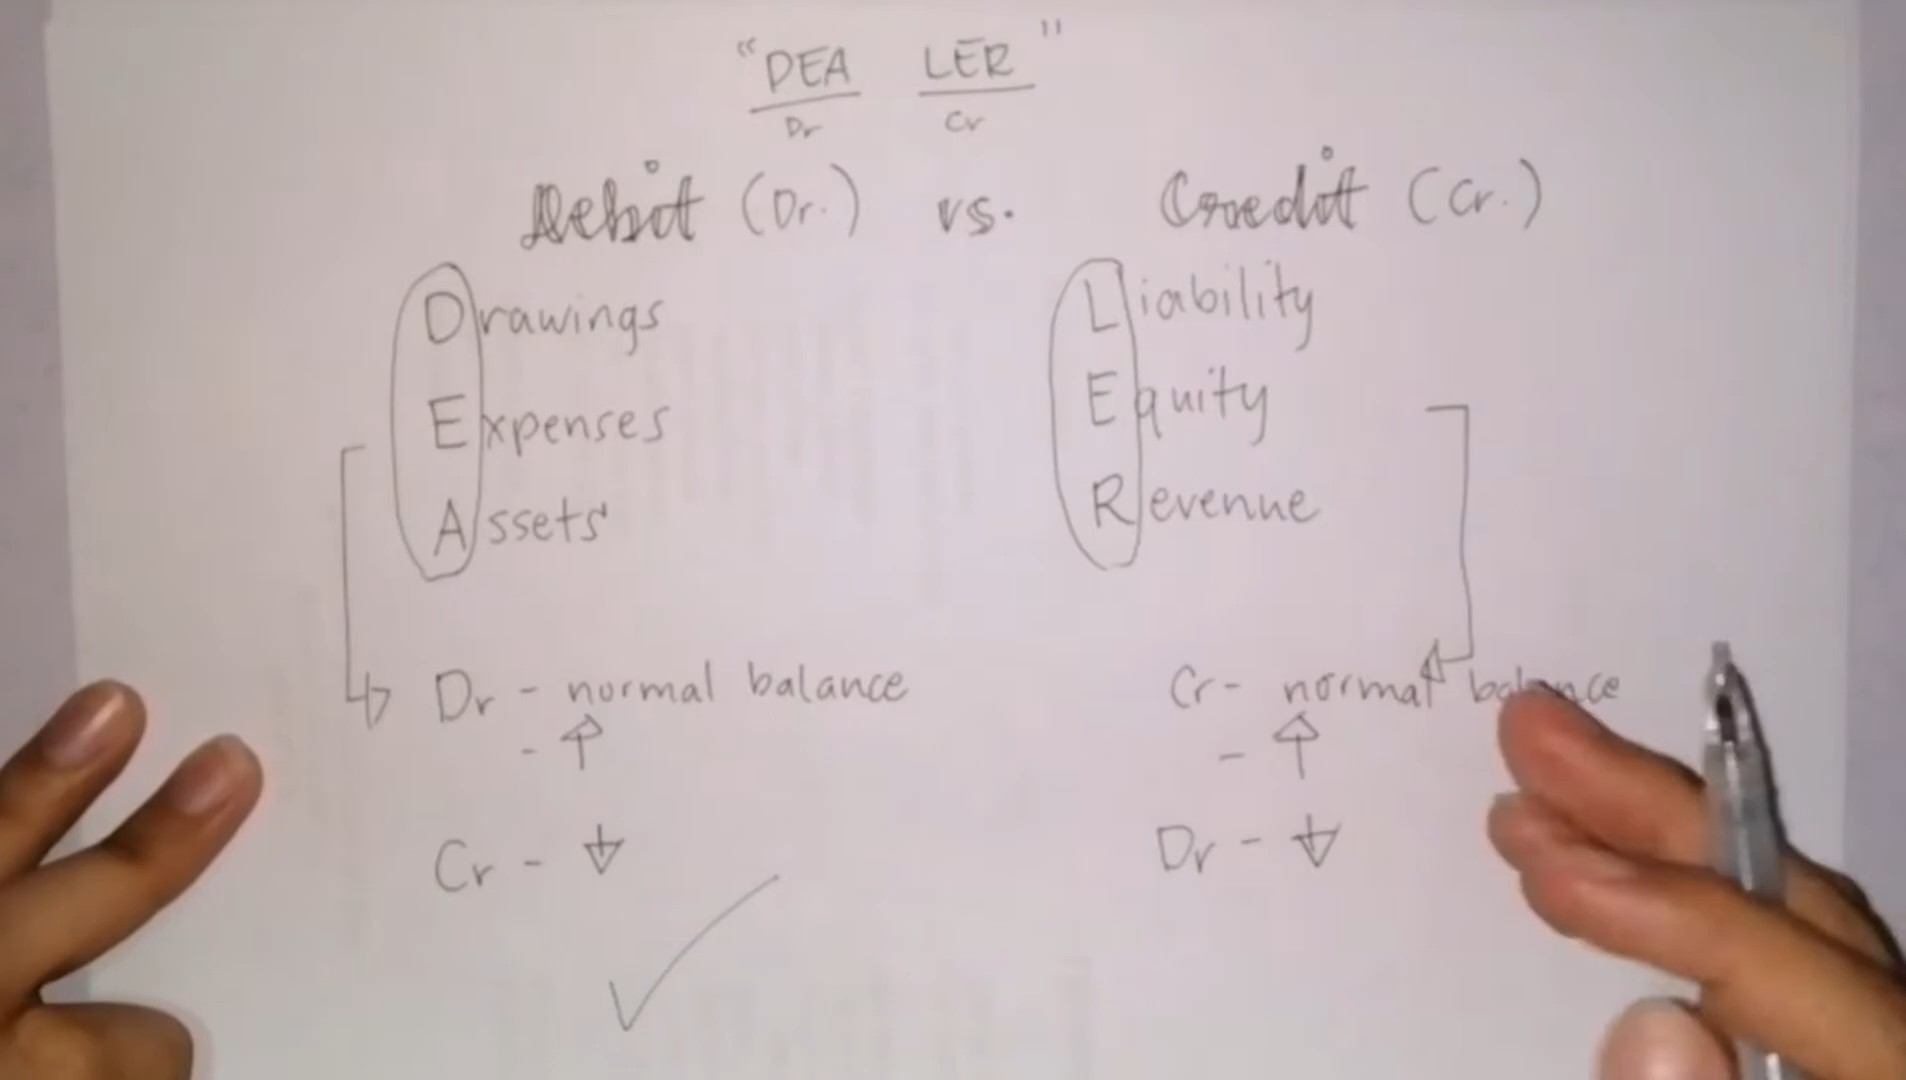 "DEA LER"
Dr Cr
Debit (Dr.) vs. Credit (Cr.)
Drawings
Expenses
Assets
Liability
Equity
Revenue
Dr - normal balance
- ↑
Cr - ↓
Cr - normal balance
- ↑
Dr - ↓